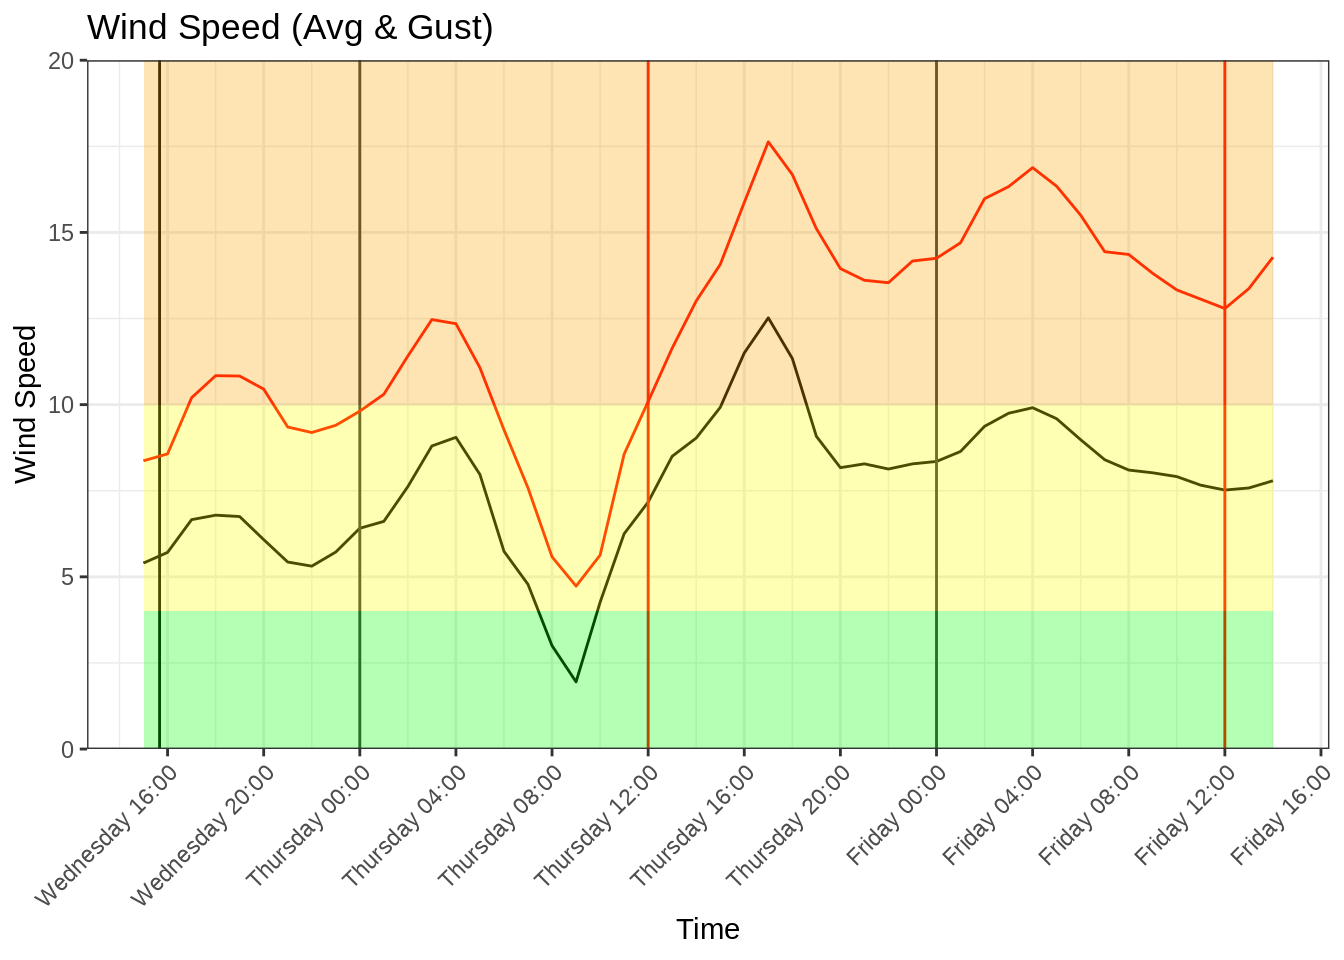 Wind Speed (Avg & Gust)
Wind Speed
20
15
10
5
0
Wednesday 16:00
Wednesday 20:00
Thursday 00:00
Thursday 04:00
Thursday 08:00
Thursday 12:00
Thursday 16:00
Thursday 20:00
Friday 00:00
Friday 04:00
Friday 08:00
Friday 12:00
Friday 16:00
Time